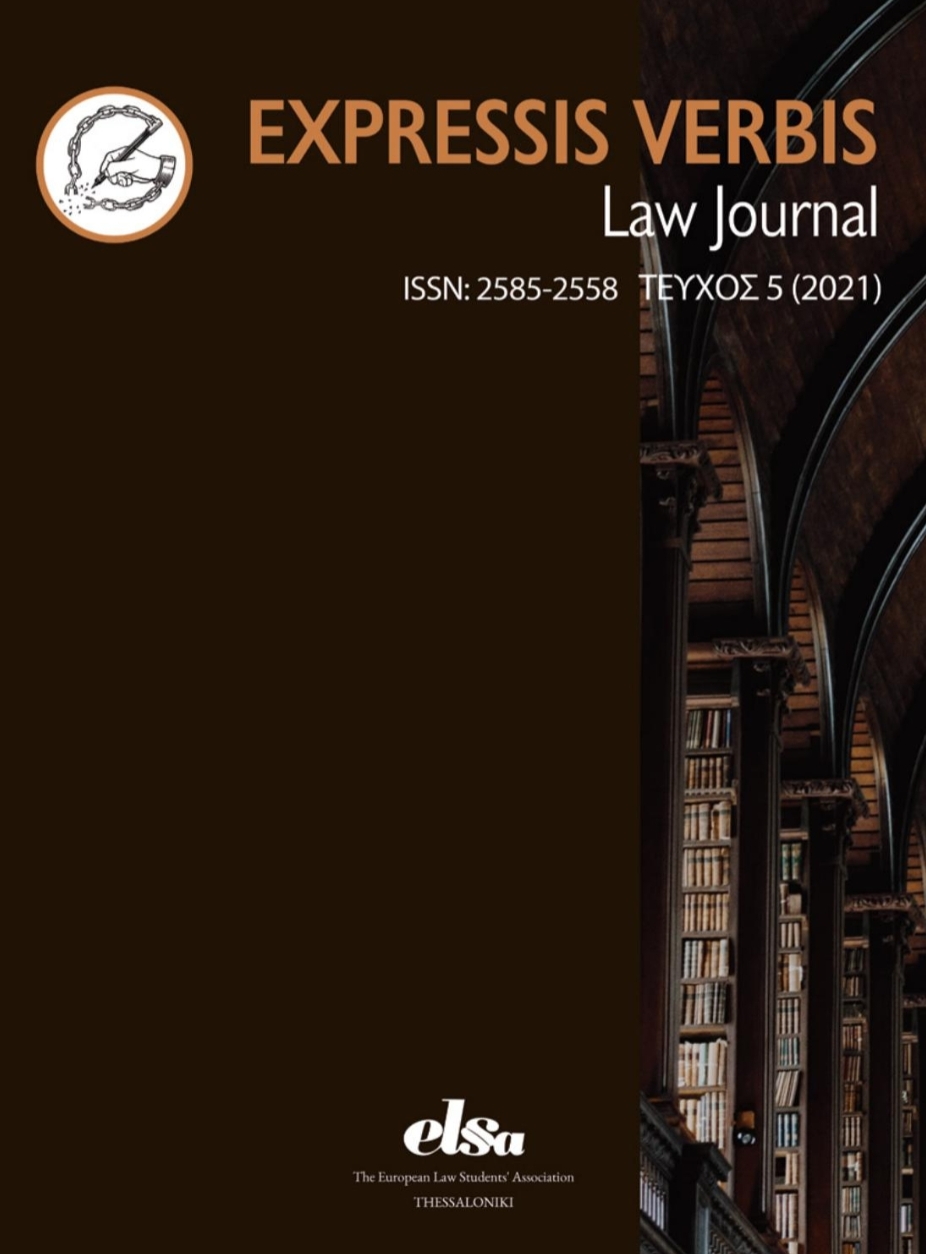 EXPRESSIS VERBIS
Law Journal
ISSN: 2585-2558 ΤΕΥΧΟΣ 5 (2021)
elsa
The European Law Students' Association
THESSALONIKI